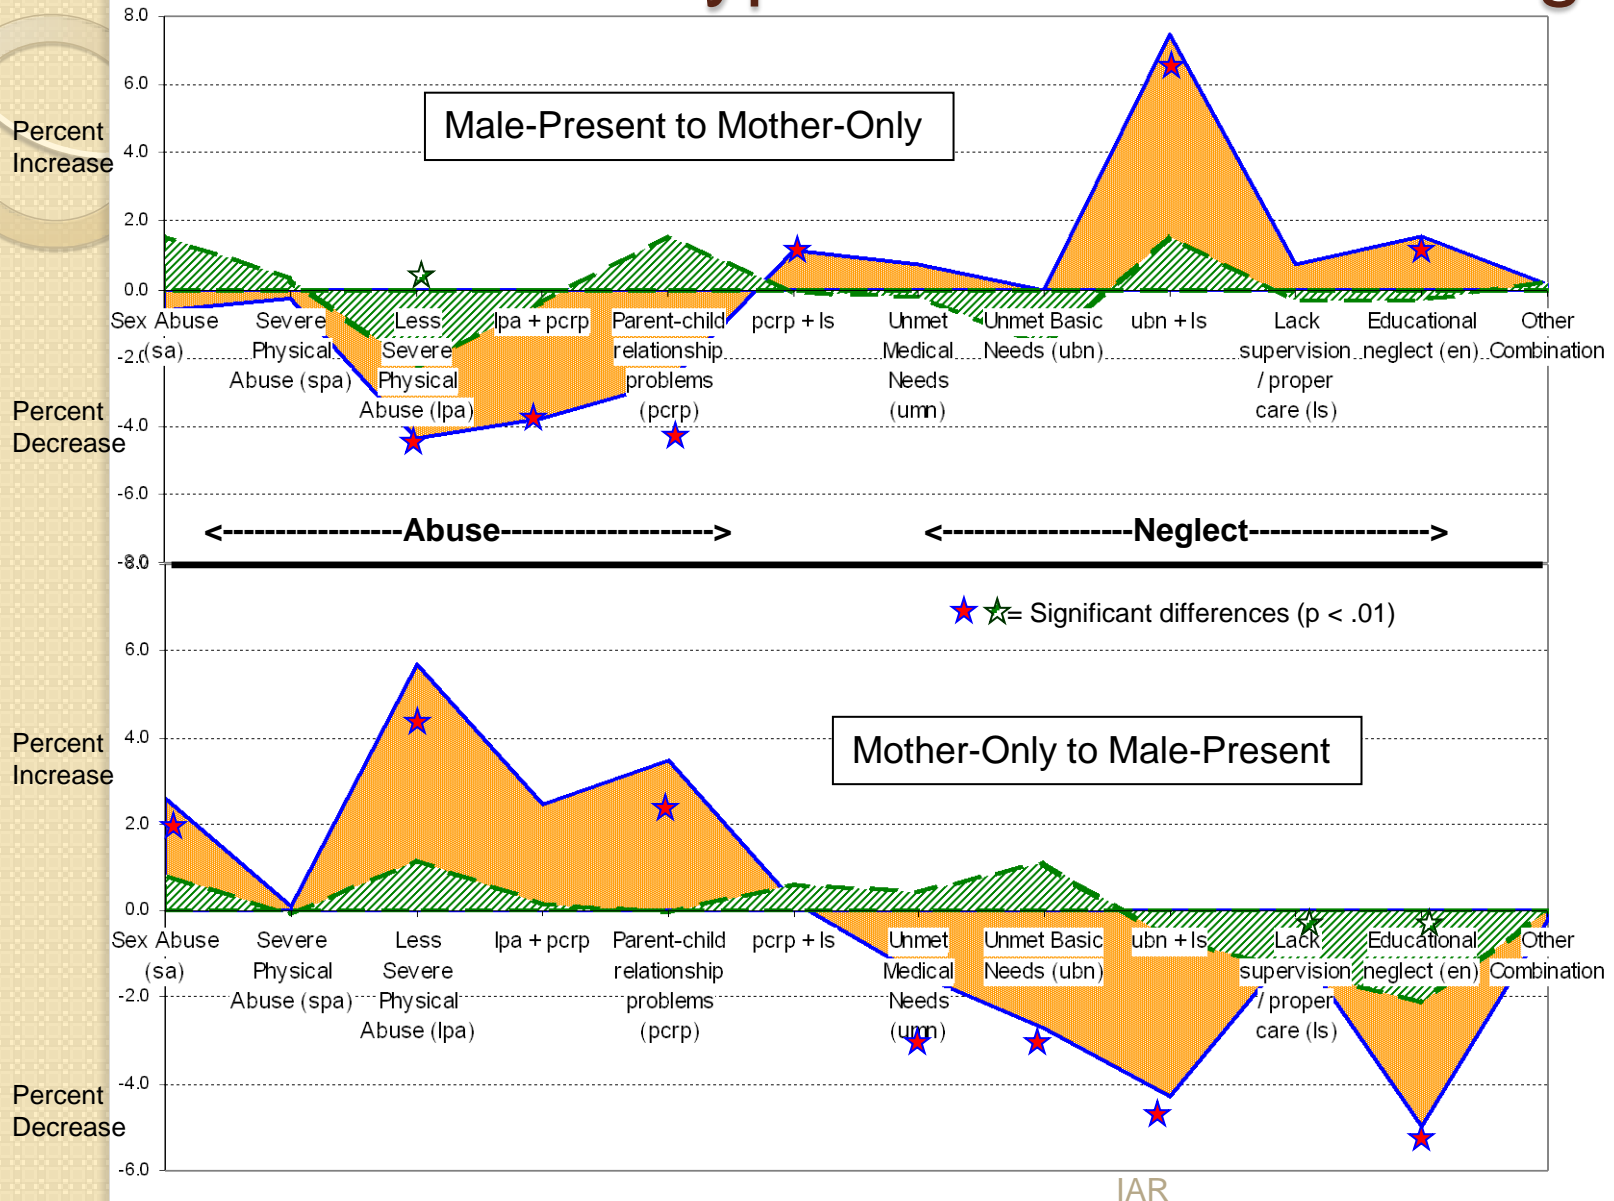 8.0
6.0
4.0
2.0
0.0
-2.0
-4.0
-6.0
-8.0
Percent
Increase
Percent
Decrease
Male-Present to Mother-Only
Sex Abuse
(sa)
Severe
Physical
Abuse (spa)
Less
Severe
Physical
Abuse (lpa)
lpa + pcrp
Parent-child
relationship
problems
(pcrp)
pcrp + ls
Unmet
Medical
Needs
(umn)
Unmet Basic
Needs (ubn)
ubn + ls
Lack
supervision
/ proper
care (ls)
Educational
neglect (en)
Other
Combination
<-----------------Abuse------------------->
<-----------------Neglect---------------->
8.0
6.0
4.0
2.0
0.0
-2.0
-4.0
-6.0
= Significant differences (p < .01)
Percent
Increase
Percent
Decrease
Mother-Only to Male-Present
Sex Abuse
(sa)
Severe
Physical
Abuse (spa)
Less
Severe
Physical
Abuse (lpa)
lpa + pcrp
Parent-child
relationship
problems
(pcrp)
pcrp + ls
Unmet
Medical
Needs
(umn)
Unmet Basic
Needs (ubn)
ubn + ls
Lack
supervision
/ proper
care (ls)
Educational
neglect (en)
Other
Combination
IAR